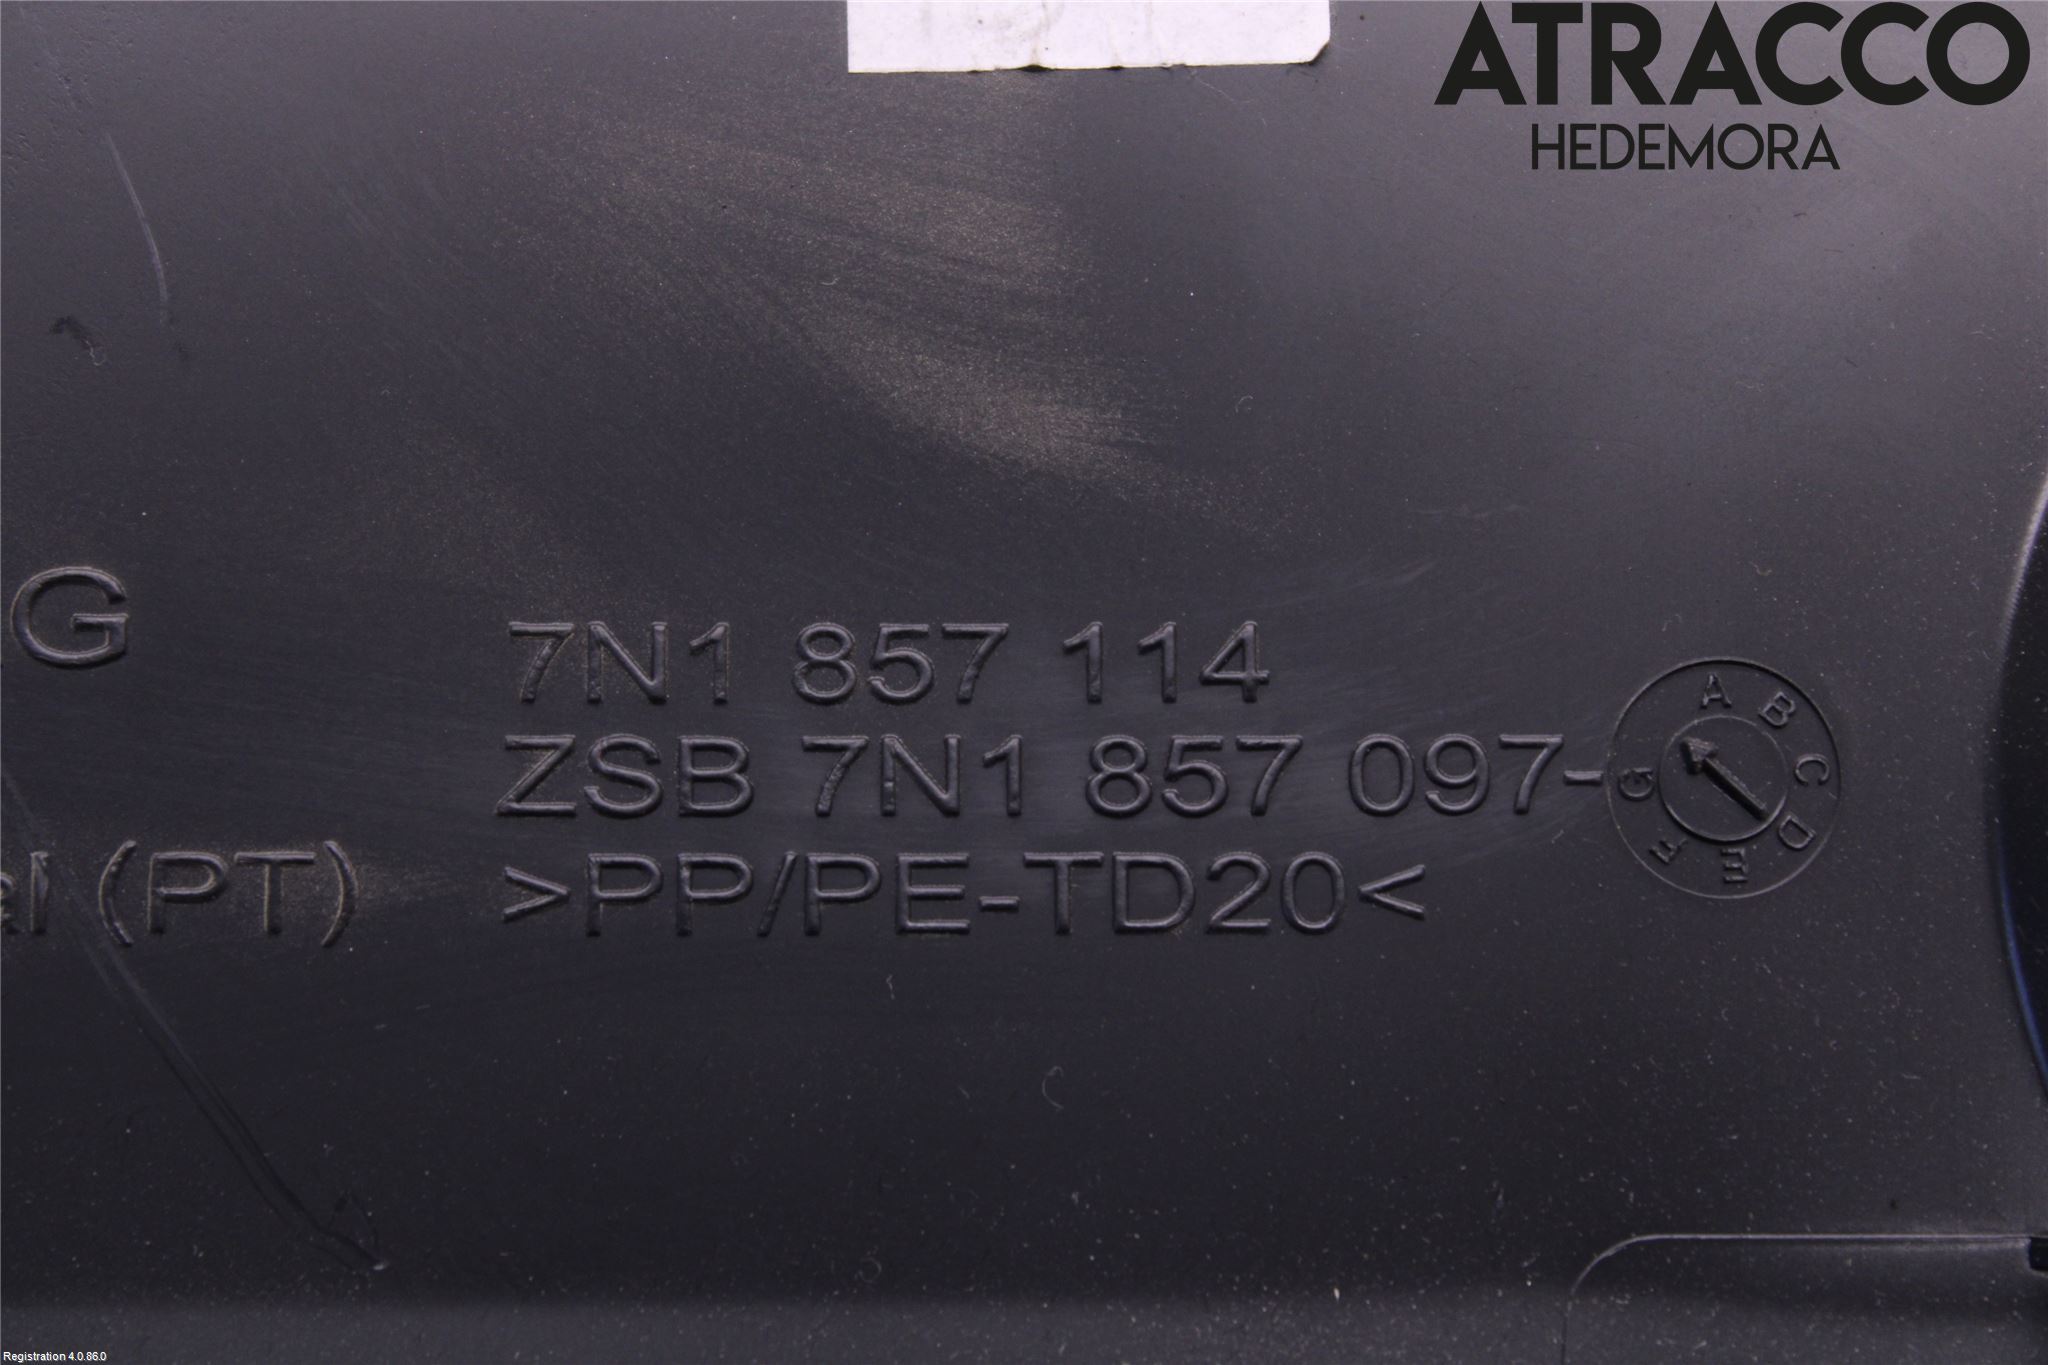 ATRACCO
HEDEMORA
G
7N1 857 114
ZSB 7N1 857 097-
A B C D E F G
(PT)
>PP/PE-TD20<
Registration 4.0.86.0